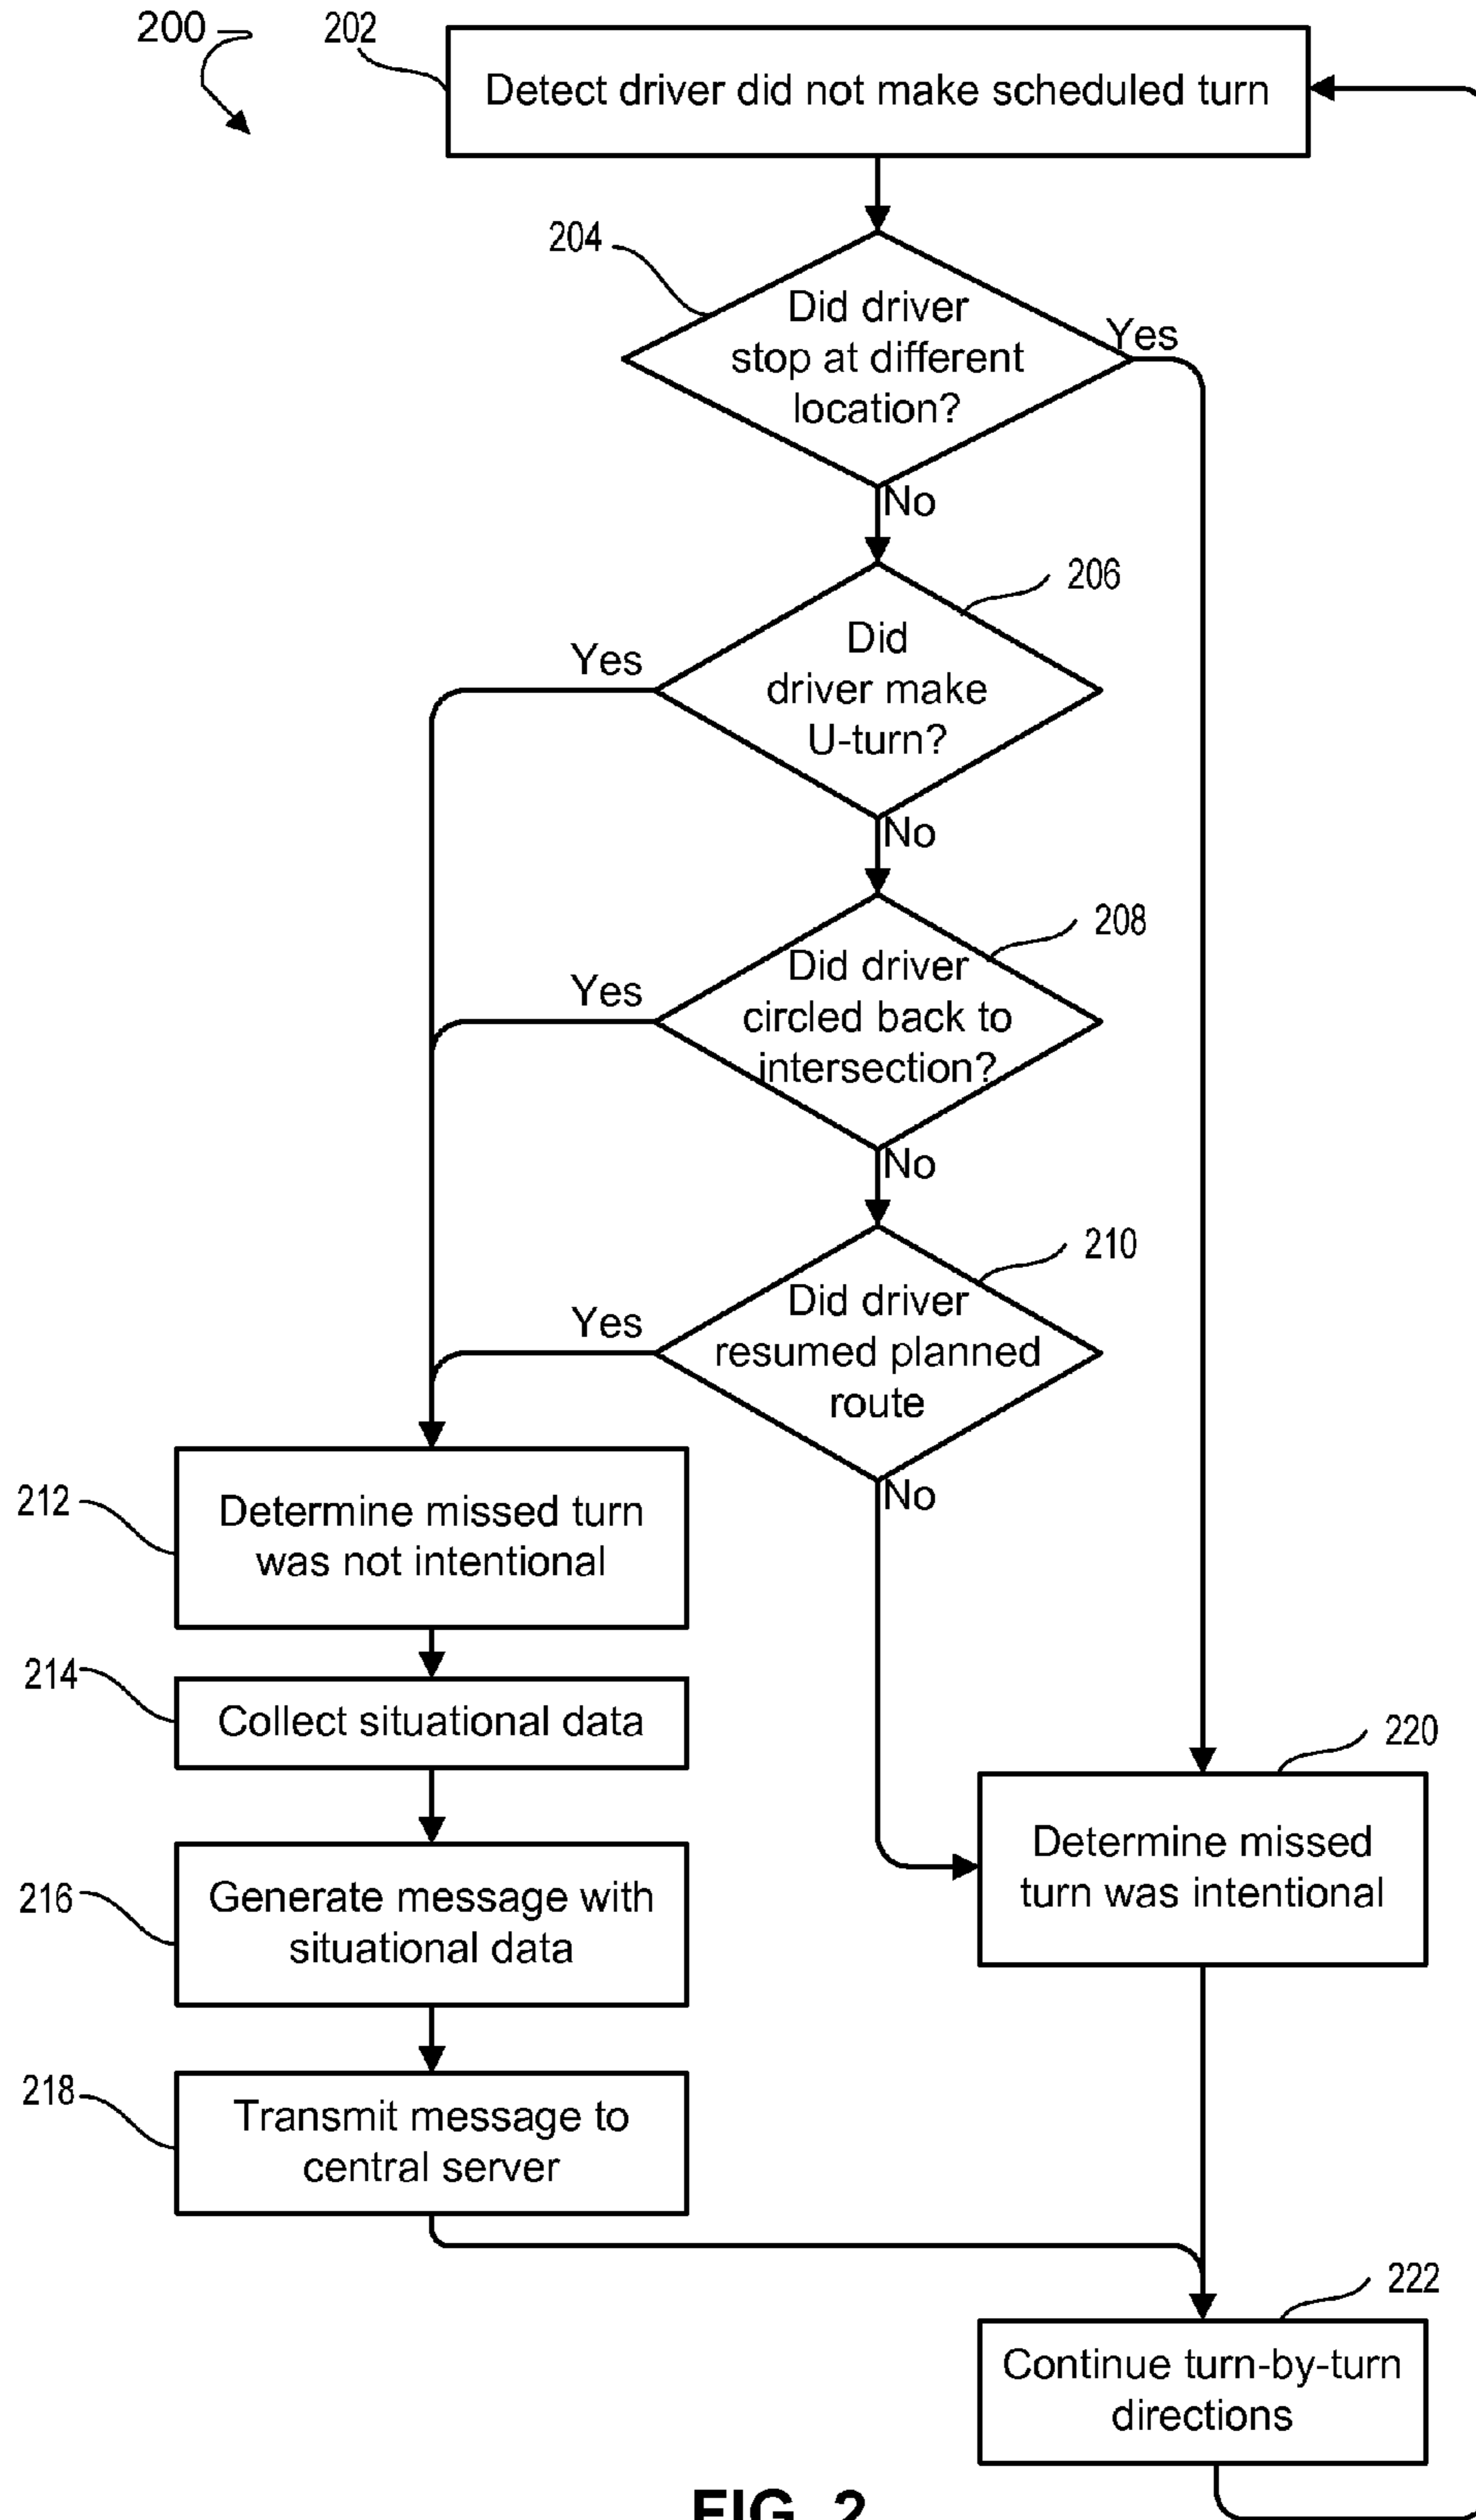 200
202
Detect driver did not make scheduled turn
204
Did driver
stop at different
location?
Yes
No
206
Did
driver make
U-turn?
Yes
No
208
Did driver
circled back to
intersection?
Yes
No
210
Did driver
resumed planned
route
Yes
No
212
Determine missed turn
was not intentional
214
Collect situational data
216
Generate message with
situational data
218
Transmit message to
central server
220
Determine missed
turn was intentional
222
Continue turn-by-turn
directions
FIG. 2